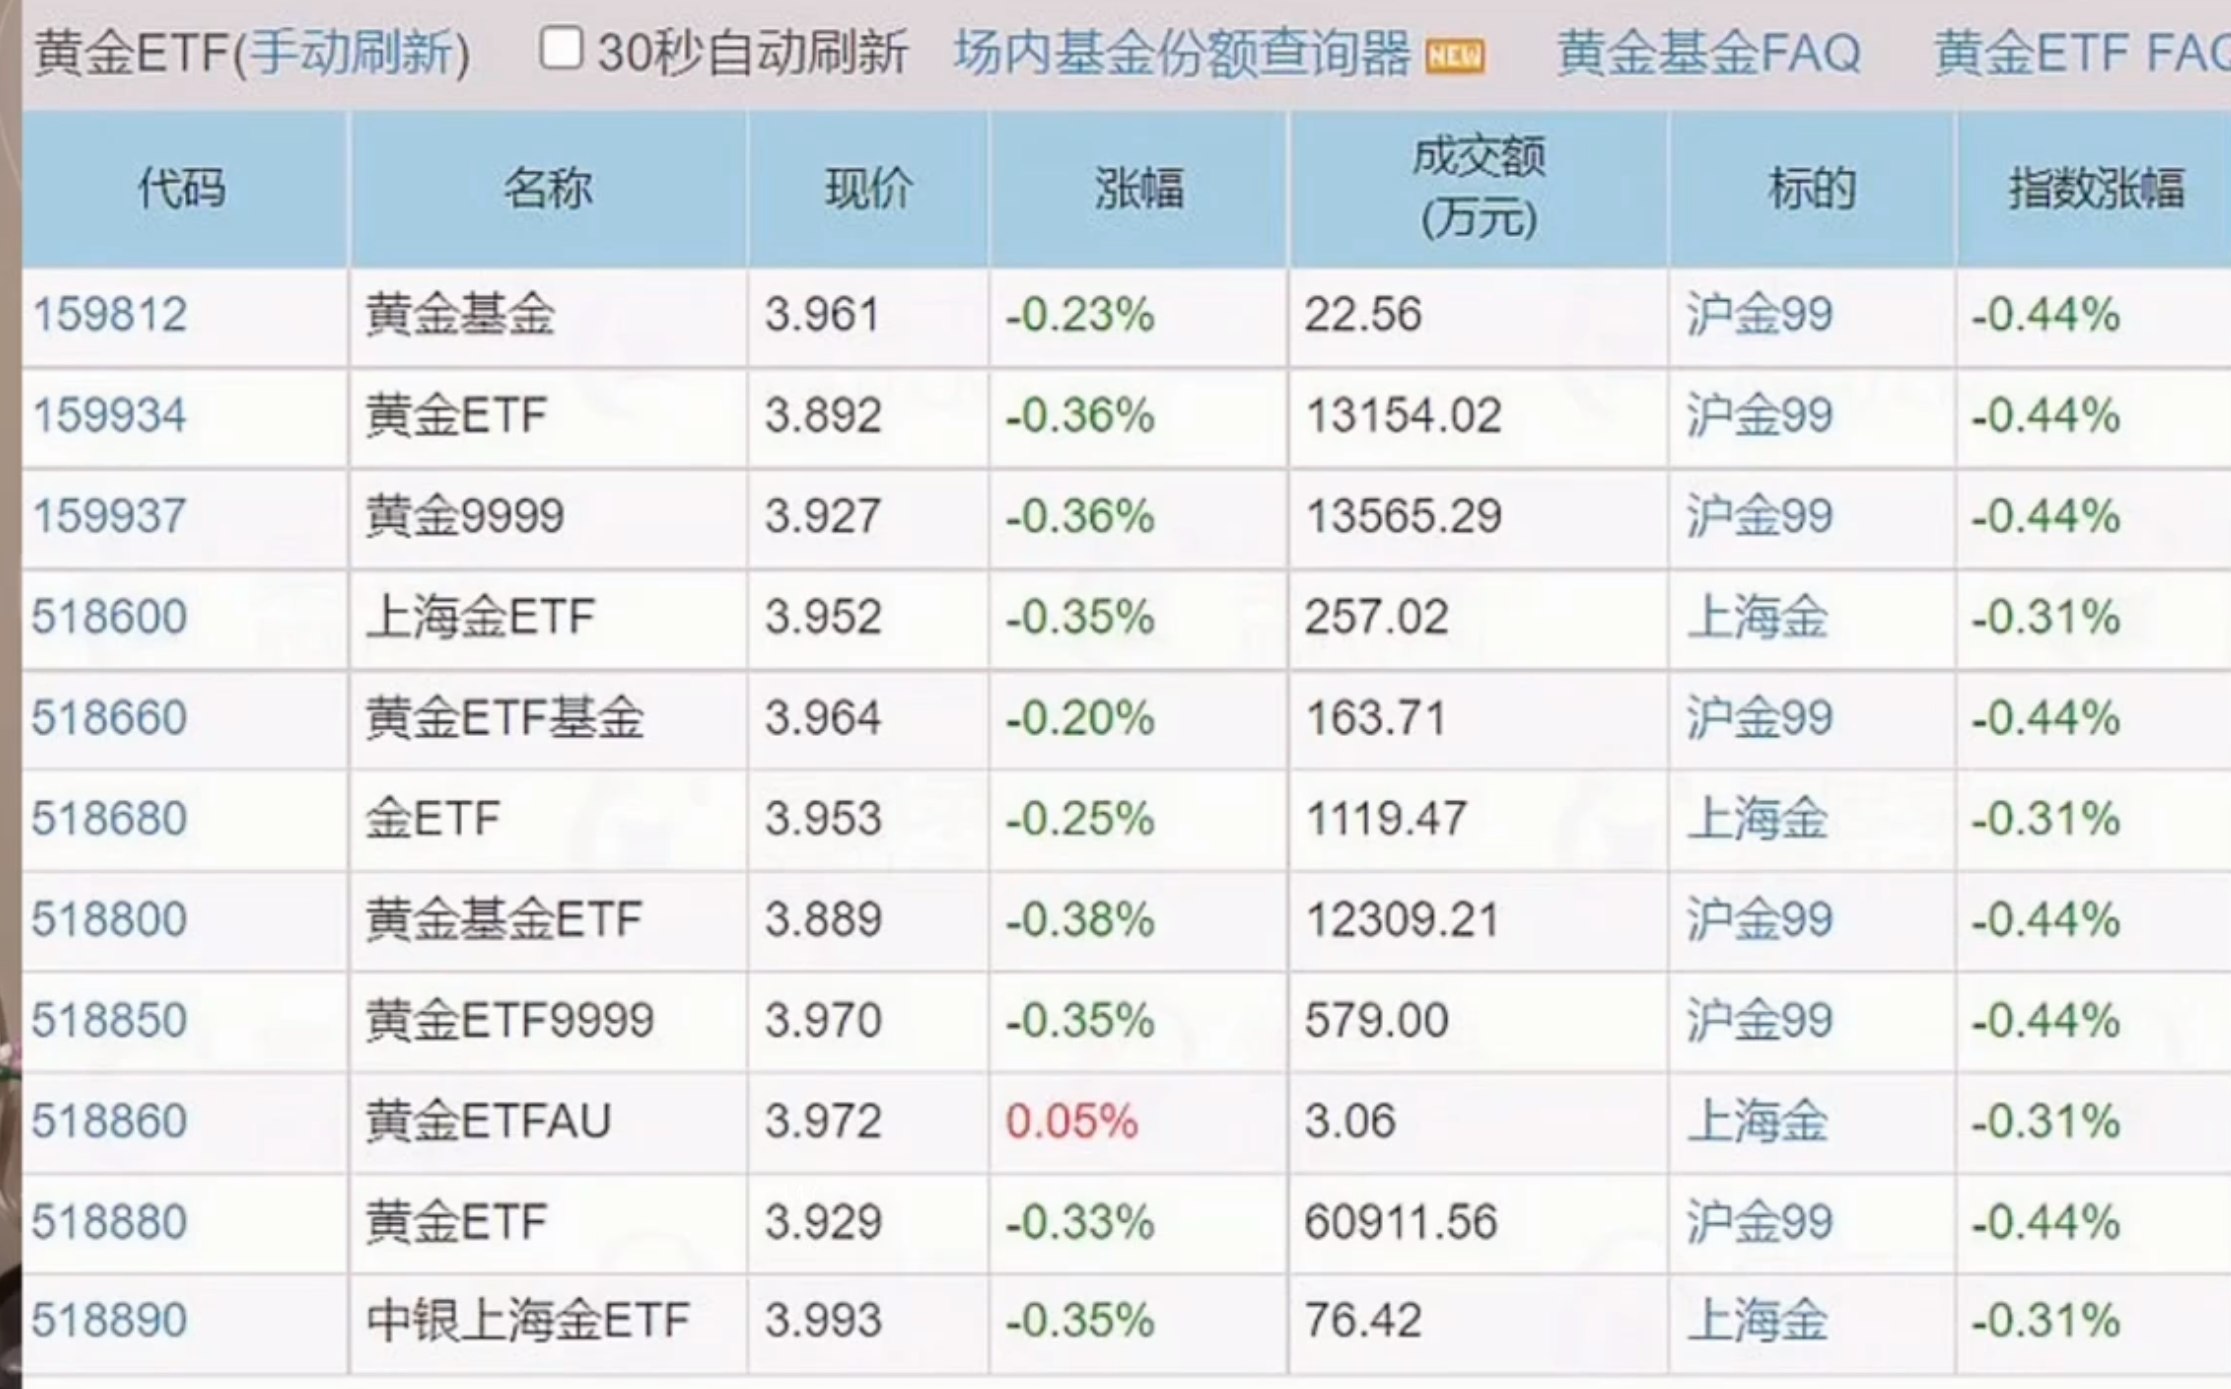 黄金ETF(手动刷新) 30秒自动刷新 场内基金份额查询器 NEW 黄金基金FAQ 黄金ETF FAQ
代码 名称 现价 涨幅 成交额(万元) 标的 指数涨幅
159812 黄金基金 3.961 -0.23% 22.56 沪金99 -0.44%
159934 黄金ETF 3.892 -0.36% 13154.02 沪金99 -0.44%
159937 黄金9999 3.927 -0.36% 13565.29 沪金99 -0.44%
518600 上海金ETF 3.952 -0.35% 257.02 上海金 -0.31%
518660 黄金ETF基金 3.964 -0.20% 163.71 沪金99 -0.44%
518680 金ETF 3.953 -0.25% 1119.47 上海金 -0.31%
518800 黄金基金ETF 3.889 -0.38% 12309.21 沪金99 -0.44%
518850 黄金ETF9999 3.970 -0.35% 579.00 沪金99 -0.44%
518860 黄金ETFAU 3.972 0.05% 3.06 上海金 -0.31%
518880 黄金ETF 3.929 -0.33% 60911.56 沪金99 -0.44%
518890 中银上海金ETF 3.993 -0.35% 76.42 上海金 -0.31%